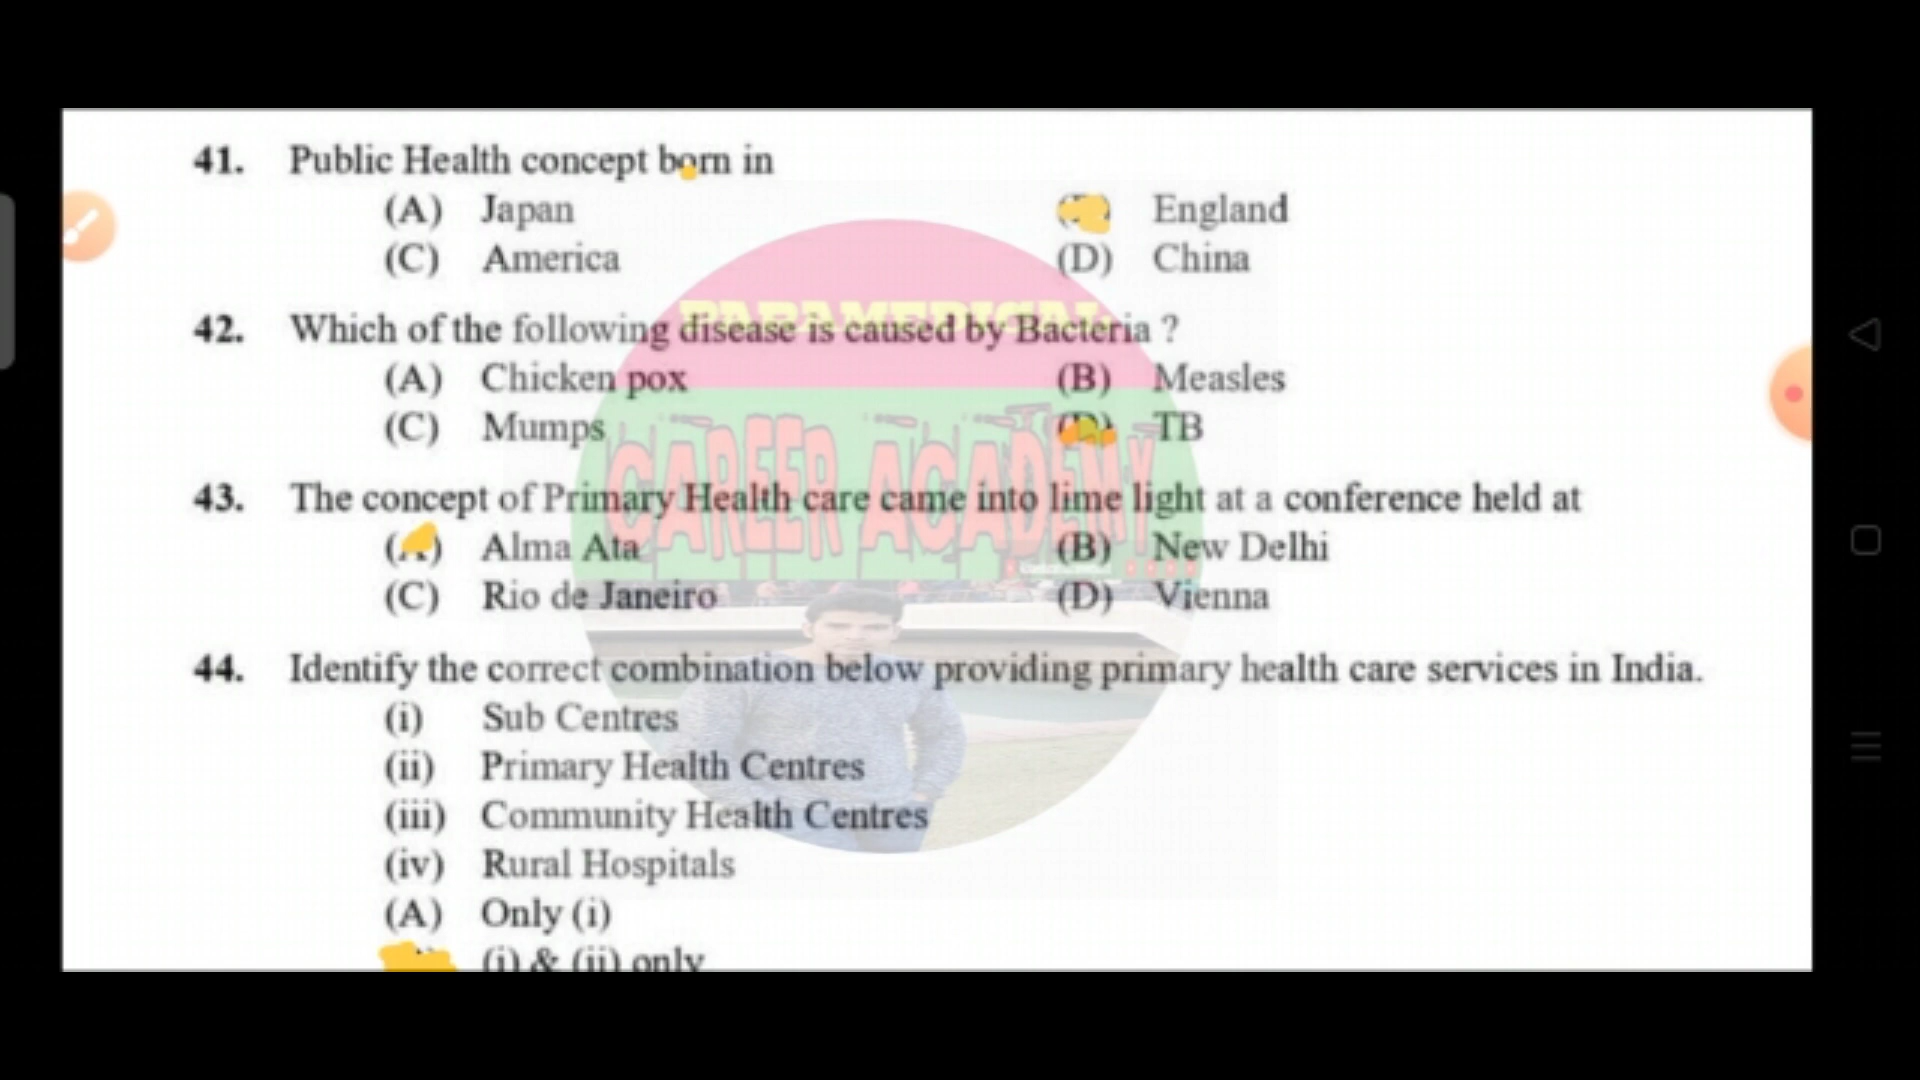 41. Public Health concept born in
(A) Japan England
(C) America (D) China
42. Which of the following disease is caused by Bacteria ?
(A) Chicken pox (B) Measles
(C) Mumps (D) TB
43. The concept of Primary Health care came into lime light at a conference held at
(A) Alma Ata (B) New Delhi
(C) Rio de Janeiro (D) Vienna
44. Identify the correct combination below providing primary health care services in India.
(i) Sub Centres
(ii) Primary Health Centres
(iii) Community Health Centres
(iv) Rural Hospitals
(A) Only (i)
(i) & (ii) only
PARAMEDICAL
CAREER ACADEMY....